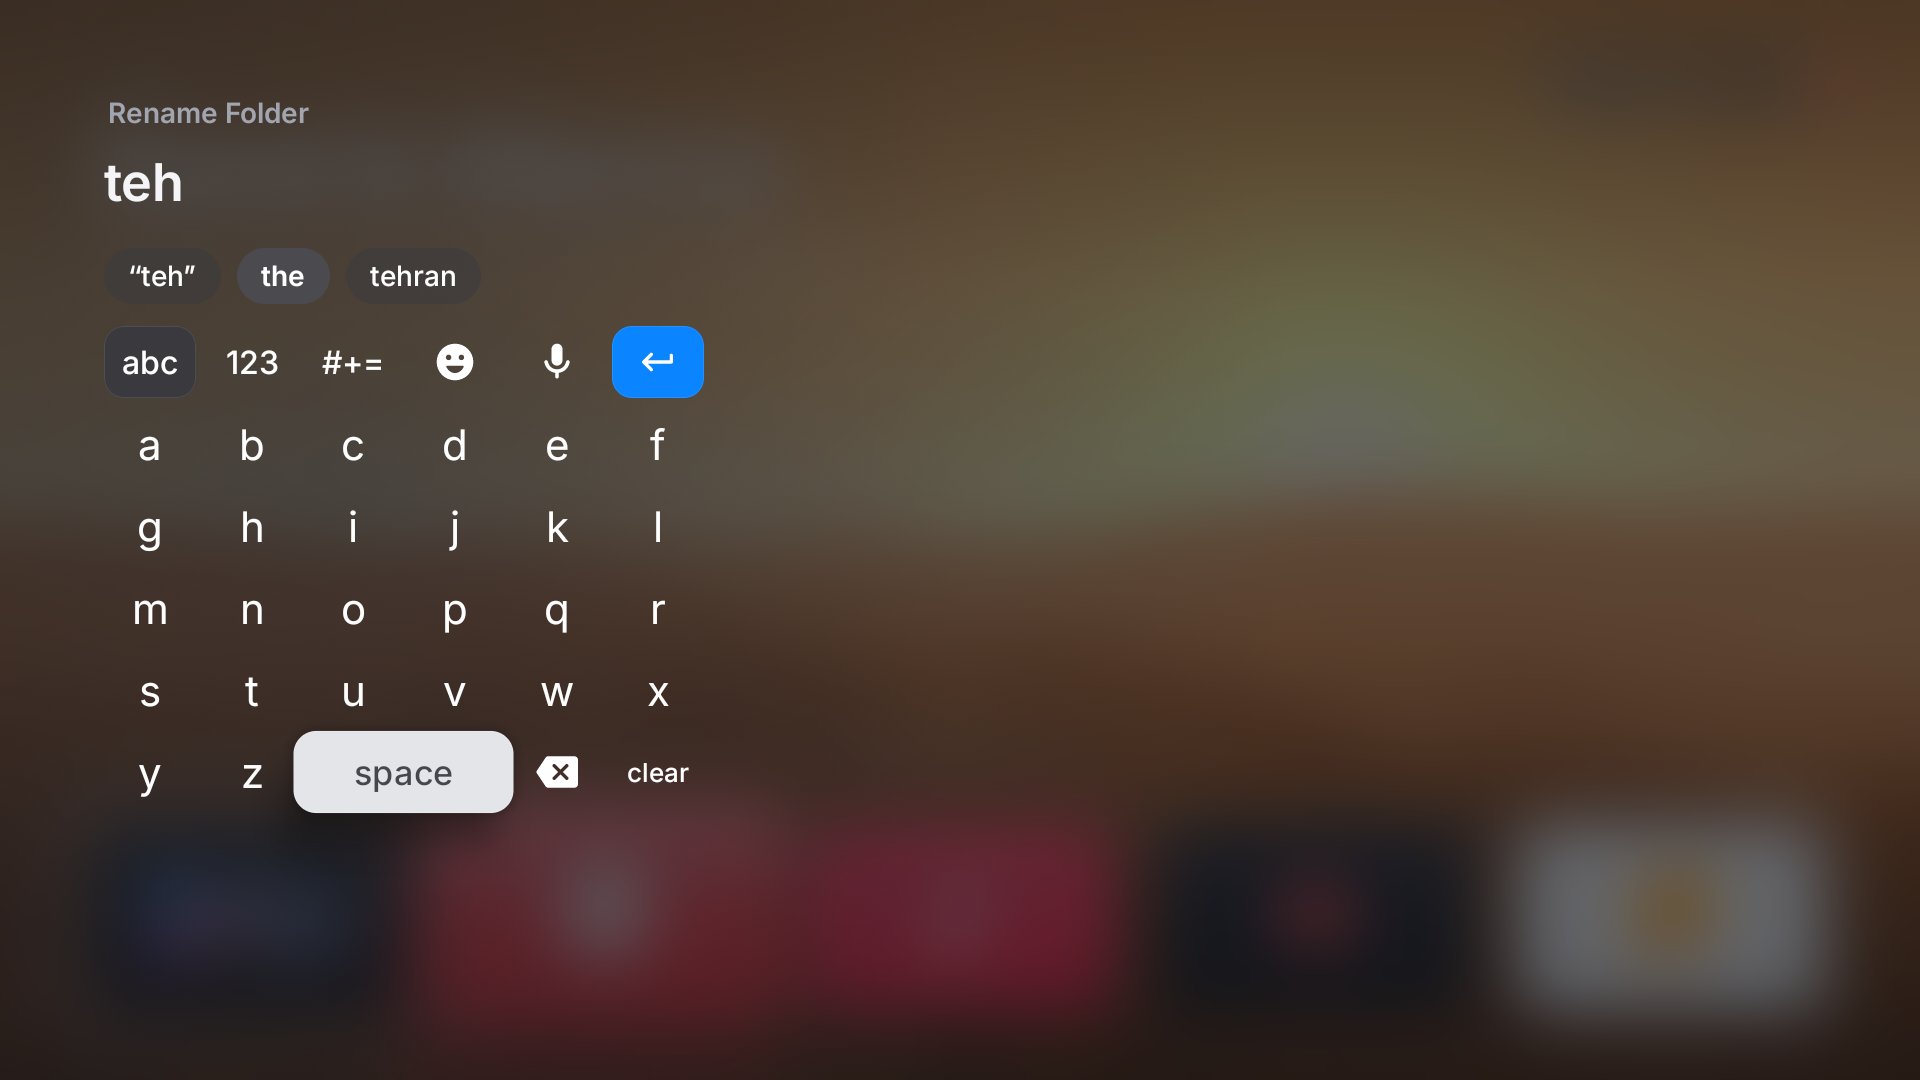 Rename Folder
teh
“teh” the tehran
abc 123 #+=
a b c d e f
g h i j k l
m n o p q r
s t u v w x
y z space clear